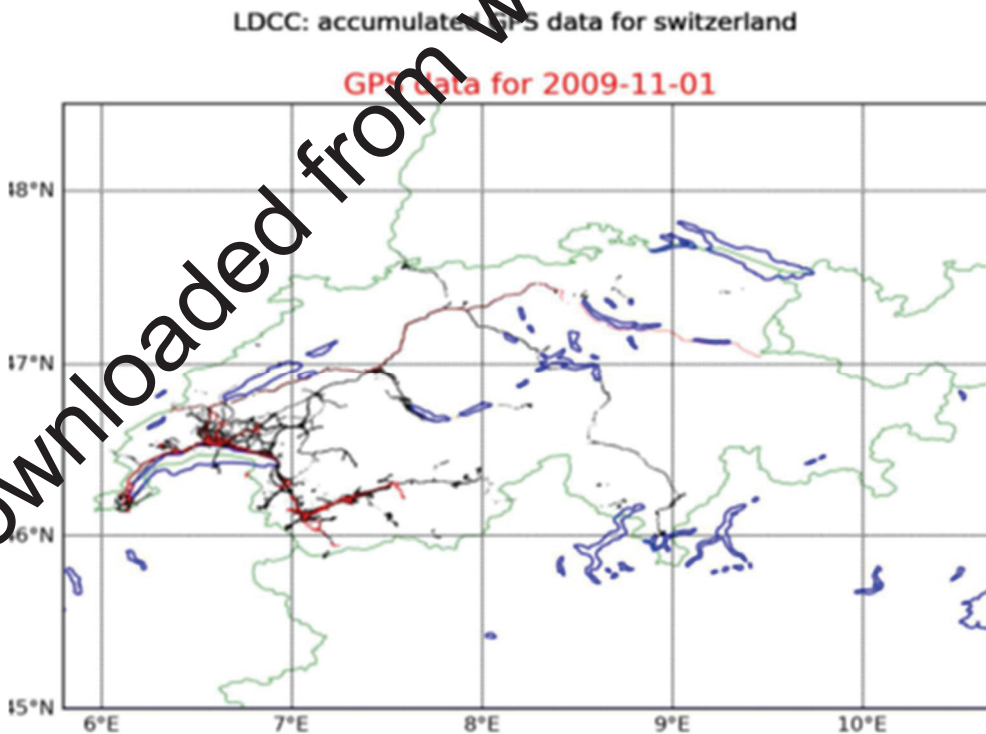 LDCC: accumulated GPS data for switzerland
GPS data for 2009-11-01
48°N
47°N
46°N
45°N
6°E 7°E 8°E 9°E 10°E
ownloaded from w